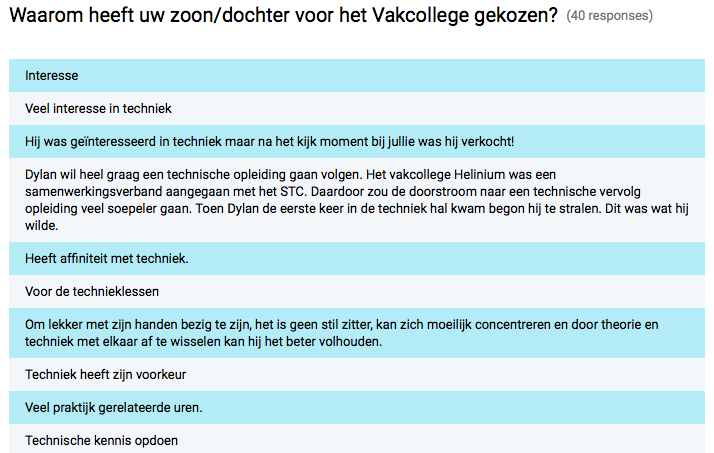 Waarom heeft uw zoon/dochter voor het Vakcollege gekozen? (40 responses)
Interesse
Veel interesse in techniek
Hij was geïnteresseerd in techniek maar na het kijk moment bij jullie was hij verkocht!
Dylan wil heel graag een technische opleiding gaan volgen. Het vakcollege Helinium was een
samenwerkingsverband aangegaan met het STC. Daardoor zou de doorstroom naar een technische vervolg
opleiding veel soepeler gaan. Toen Dylan de eerste keer in de techniek hal kwam begon hij te stralen. Dit was wat hij
wilde.
Heeft affiniteit met techniek.
Voor de technieklessen
Om lekker met zijn handen bezig te zijn, het is geen stil zitter, kan zich moeilijk concentreren en door theorie en
techniek met elkaar af te wisselen kan hij het beter volhouden.
Techniek heeft zijn voorkeur
Veel praktijk gerelateerde uren.
Technische kennis opdoen